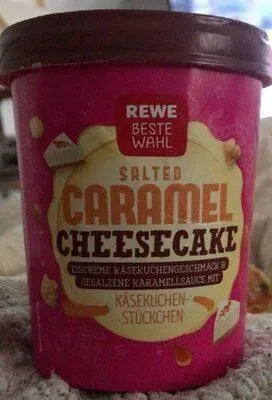 REWE
BESTE
WAHL
SALTED
CARAMEL
CHEESECAKE
EISCREME KÄSEKUCHENGESCHMACK &
GESALZENE KARAMELLSAUCE MIT
KÄSEKUCHEN-
STÜCKCHEN